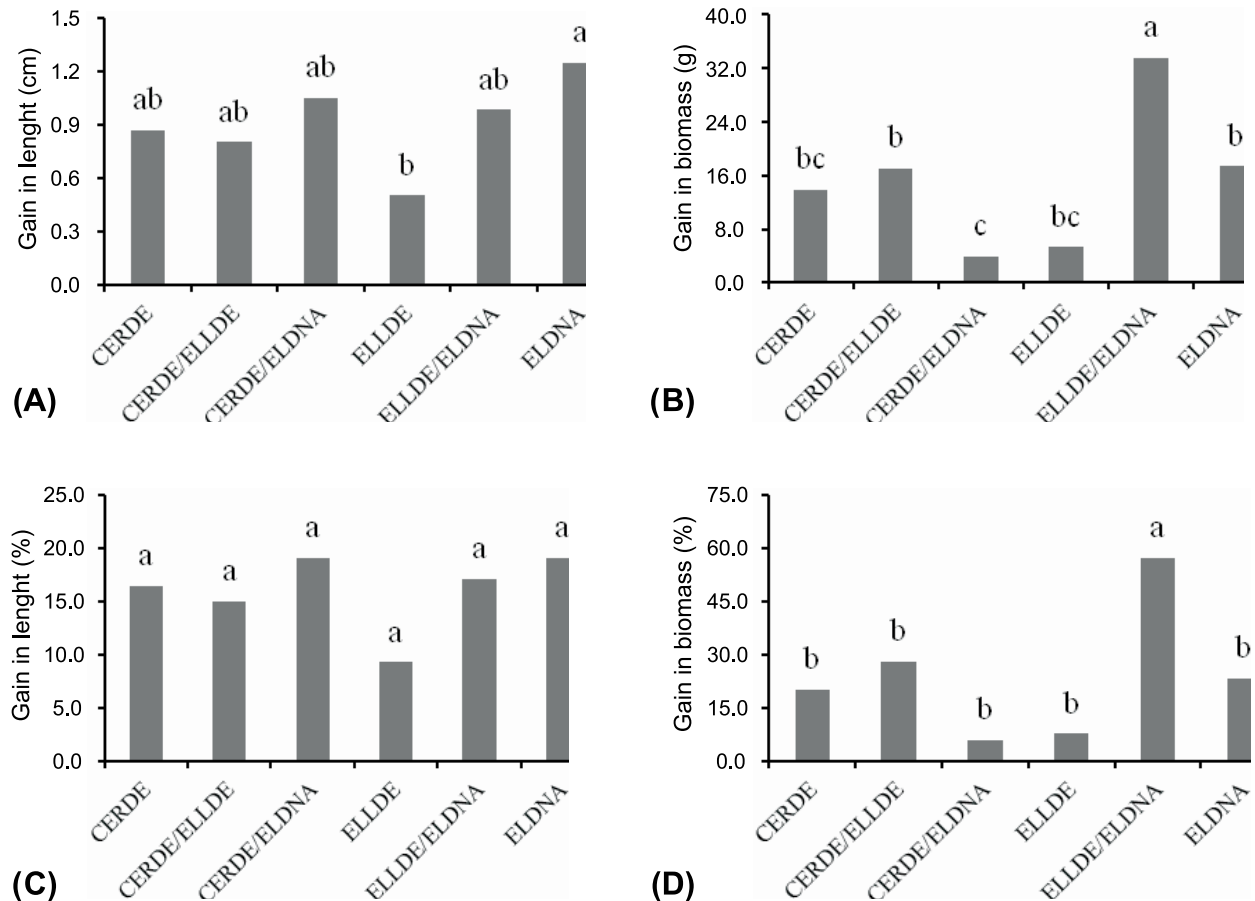 Gain in lenght (cm)
1.5
1.2
0.9
0.6
0.3
0.0
ab
ab
ab
b
ab
a
CERDE
CERDE/ELLDE
CERDE/ELDNA
ELLDE
ELLDE/ELDNA
ELDNA
(A)
Gain in biomass (g)
40.0
32.0
24.0
16.0
8.0
0.0
bc
b
c
bc
a
b
CERDE
CERDE/ELLDE
CERDE/ELDNA
ELLDE
ELLDE/ELDNA
ELDNA
(B)
Gain in lenght (%)
25.0
20.0
15.0
10.0
5.0
0.0
a
a
a
a
a
a
CERDE
CERDE/ELLDE
CERDE/ELDNA
ELLDE
ELLDE/ELDNA
ELDNA
(C)
Gain in biomass (%)
75.0
60.0
45.0
30.0
15.0
0.0
b
b
b
b
a
b
CERDE
CERDE/ELLDE
CERDE/ELDNA
ELLDE
ELLDE/ELDNA
ELDNA
(D)